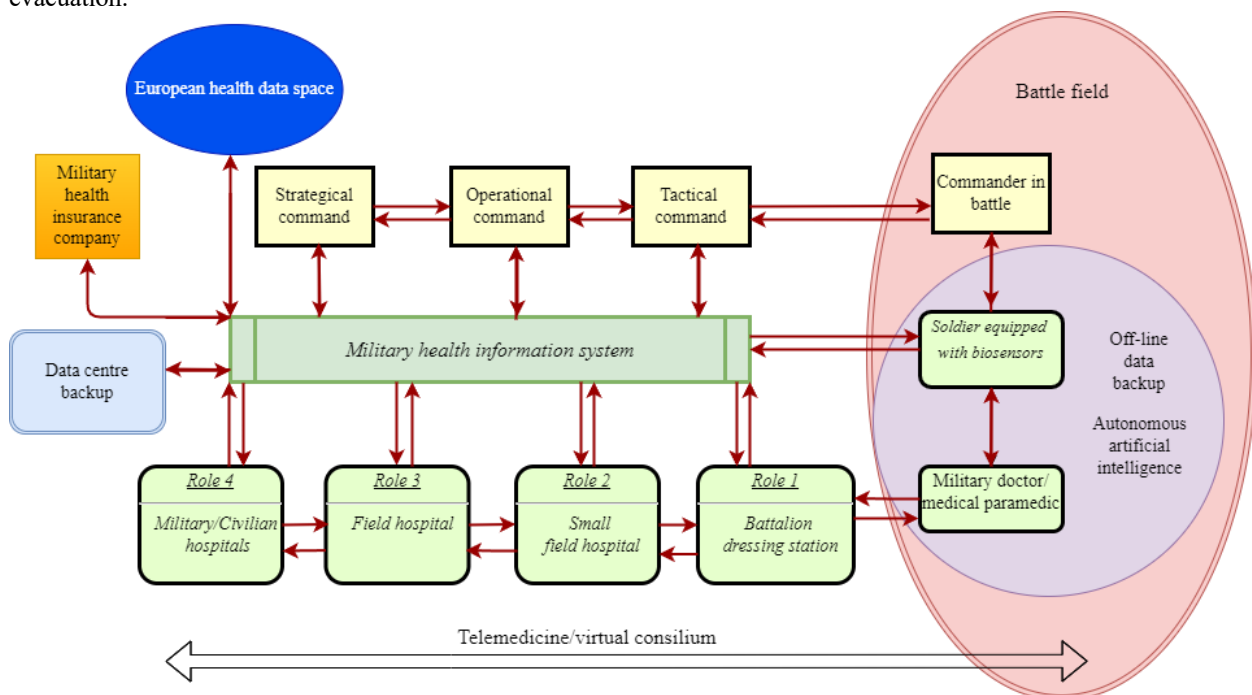 evacuation.
European health data space
Battle field
Military
health
insurance
company
Strategical
command
Operational
command
Tactical
command
Commander in
battle
Military health information system
Soldier equipped
with biosensors
Off-line
data
backup
Data centre
backup
Autonomous
artificial
intelligence
Role 4
Military/Civilian
hospitals
Role 3
Field hospital
Role 2
Small
field hospital
Role 1
Battalion
dressing station
Military doctor/
medical paramedic
Telemedicine/virtual consilium